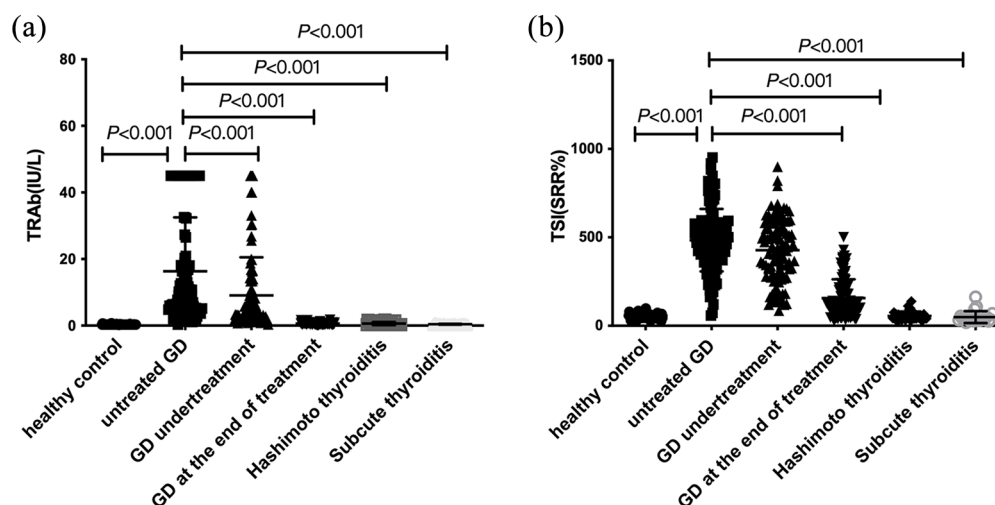 (a)
P<0.001
P<0.001
P<0.001
P<0.001
P<0.001
80
60
40
20
0
TRAb(IU/L)
healthy control
untreated GD
GD undertreatment
GD at the end of treatment
Hashimoto thyroiditis
Subcute thyroiditis
(b)
P<0.001
P<0.001
P<0.001
P<0.001
1500
1000
500
0
TSI(SRR%)
healthy control
untreated GD
GD undertreatment
GD at the end of treatment
Hashimoto thyroiditis
Subcute thyroiditis